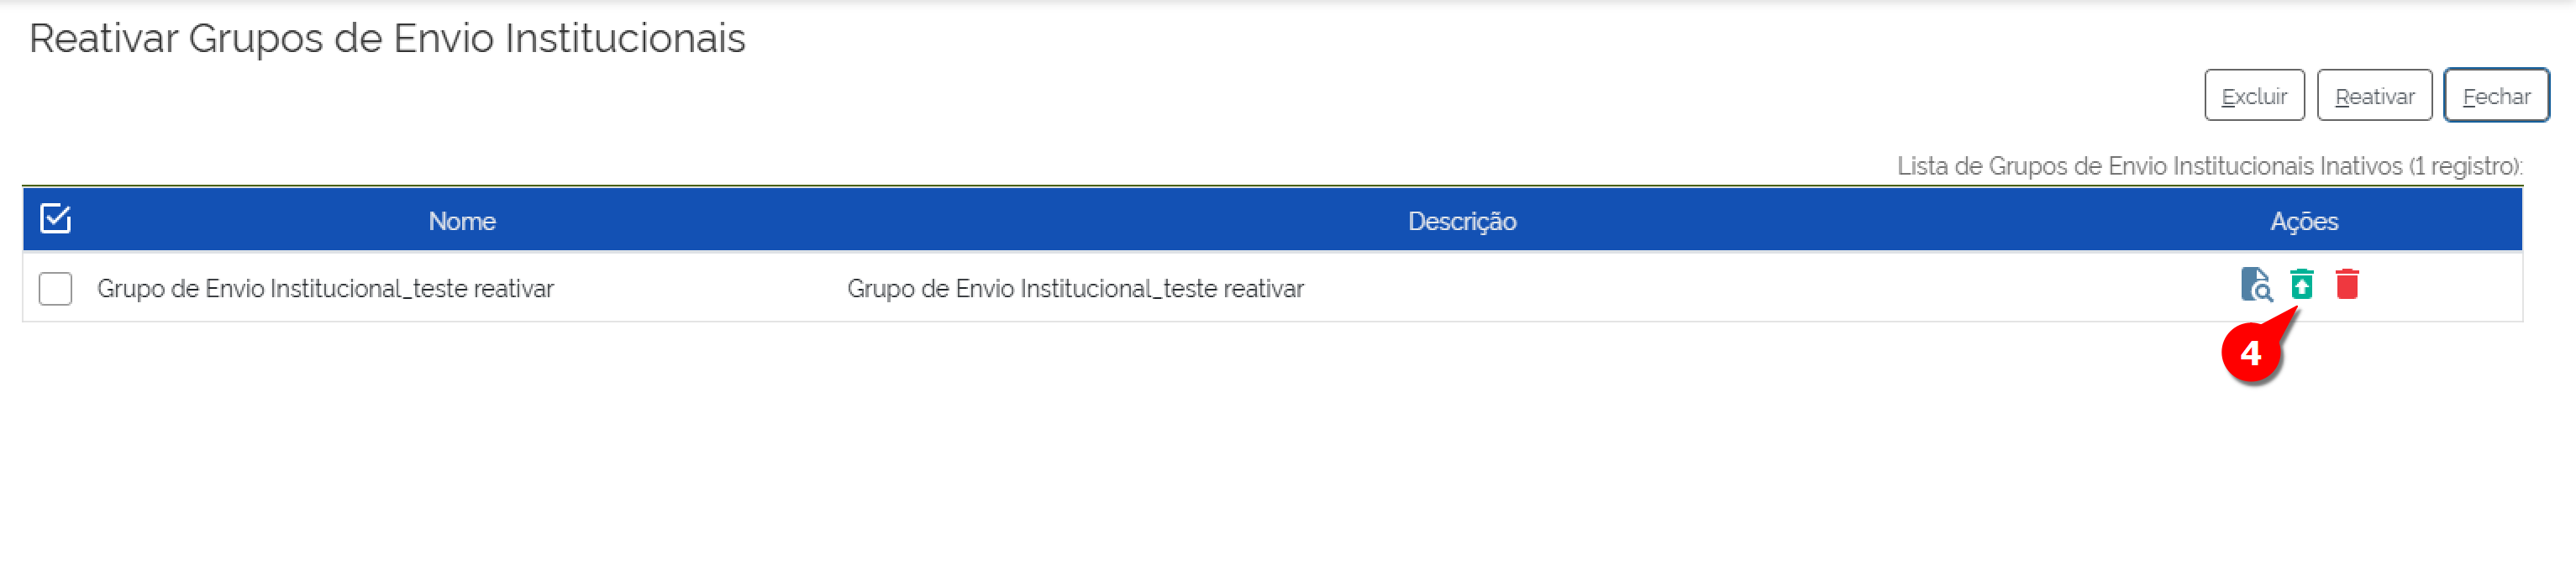 Reativar Grupos de Envio Institucionais
Excluir Reativar Fechar
Lista de Grupos de Envio Institucionais Inativos (1 registro):
Nome Descrição Ações
Grupo de Envio Institucional_teste reativar Grupo de Envio Institucional_teste reativar
4